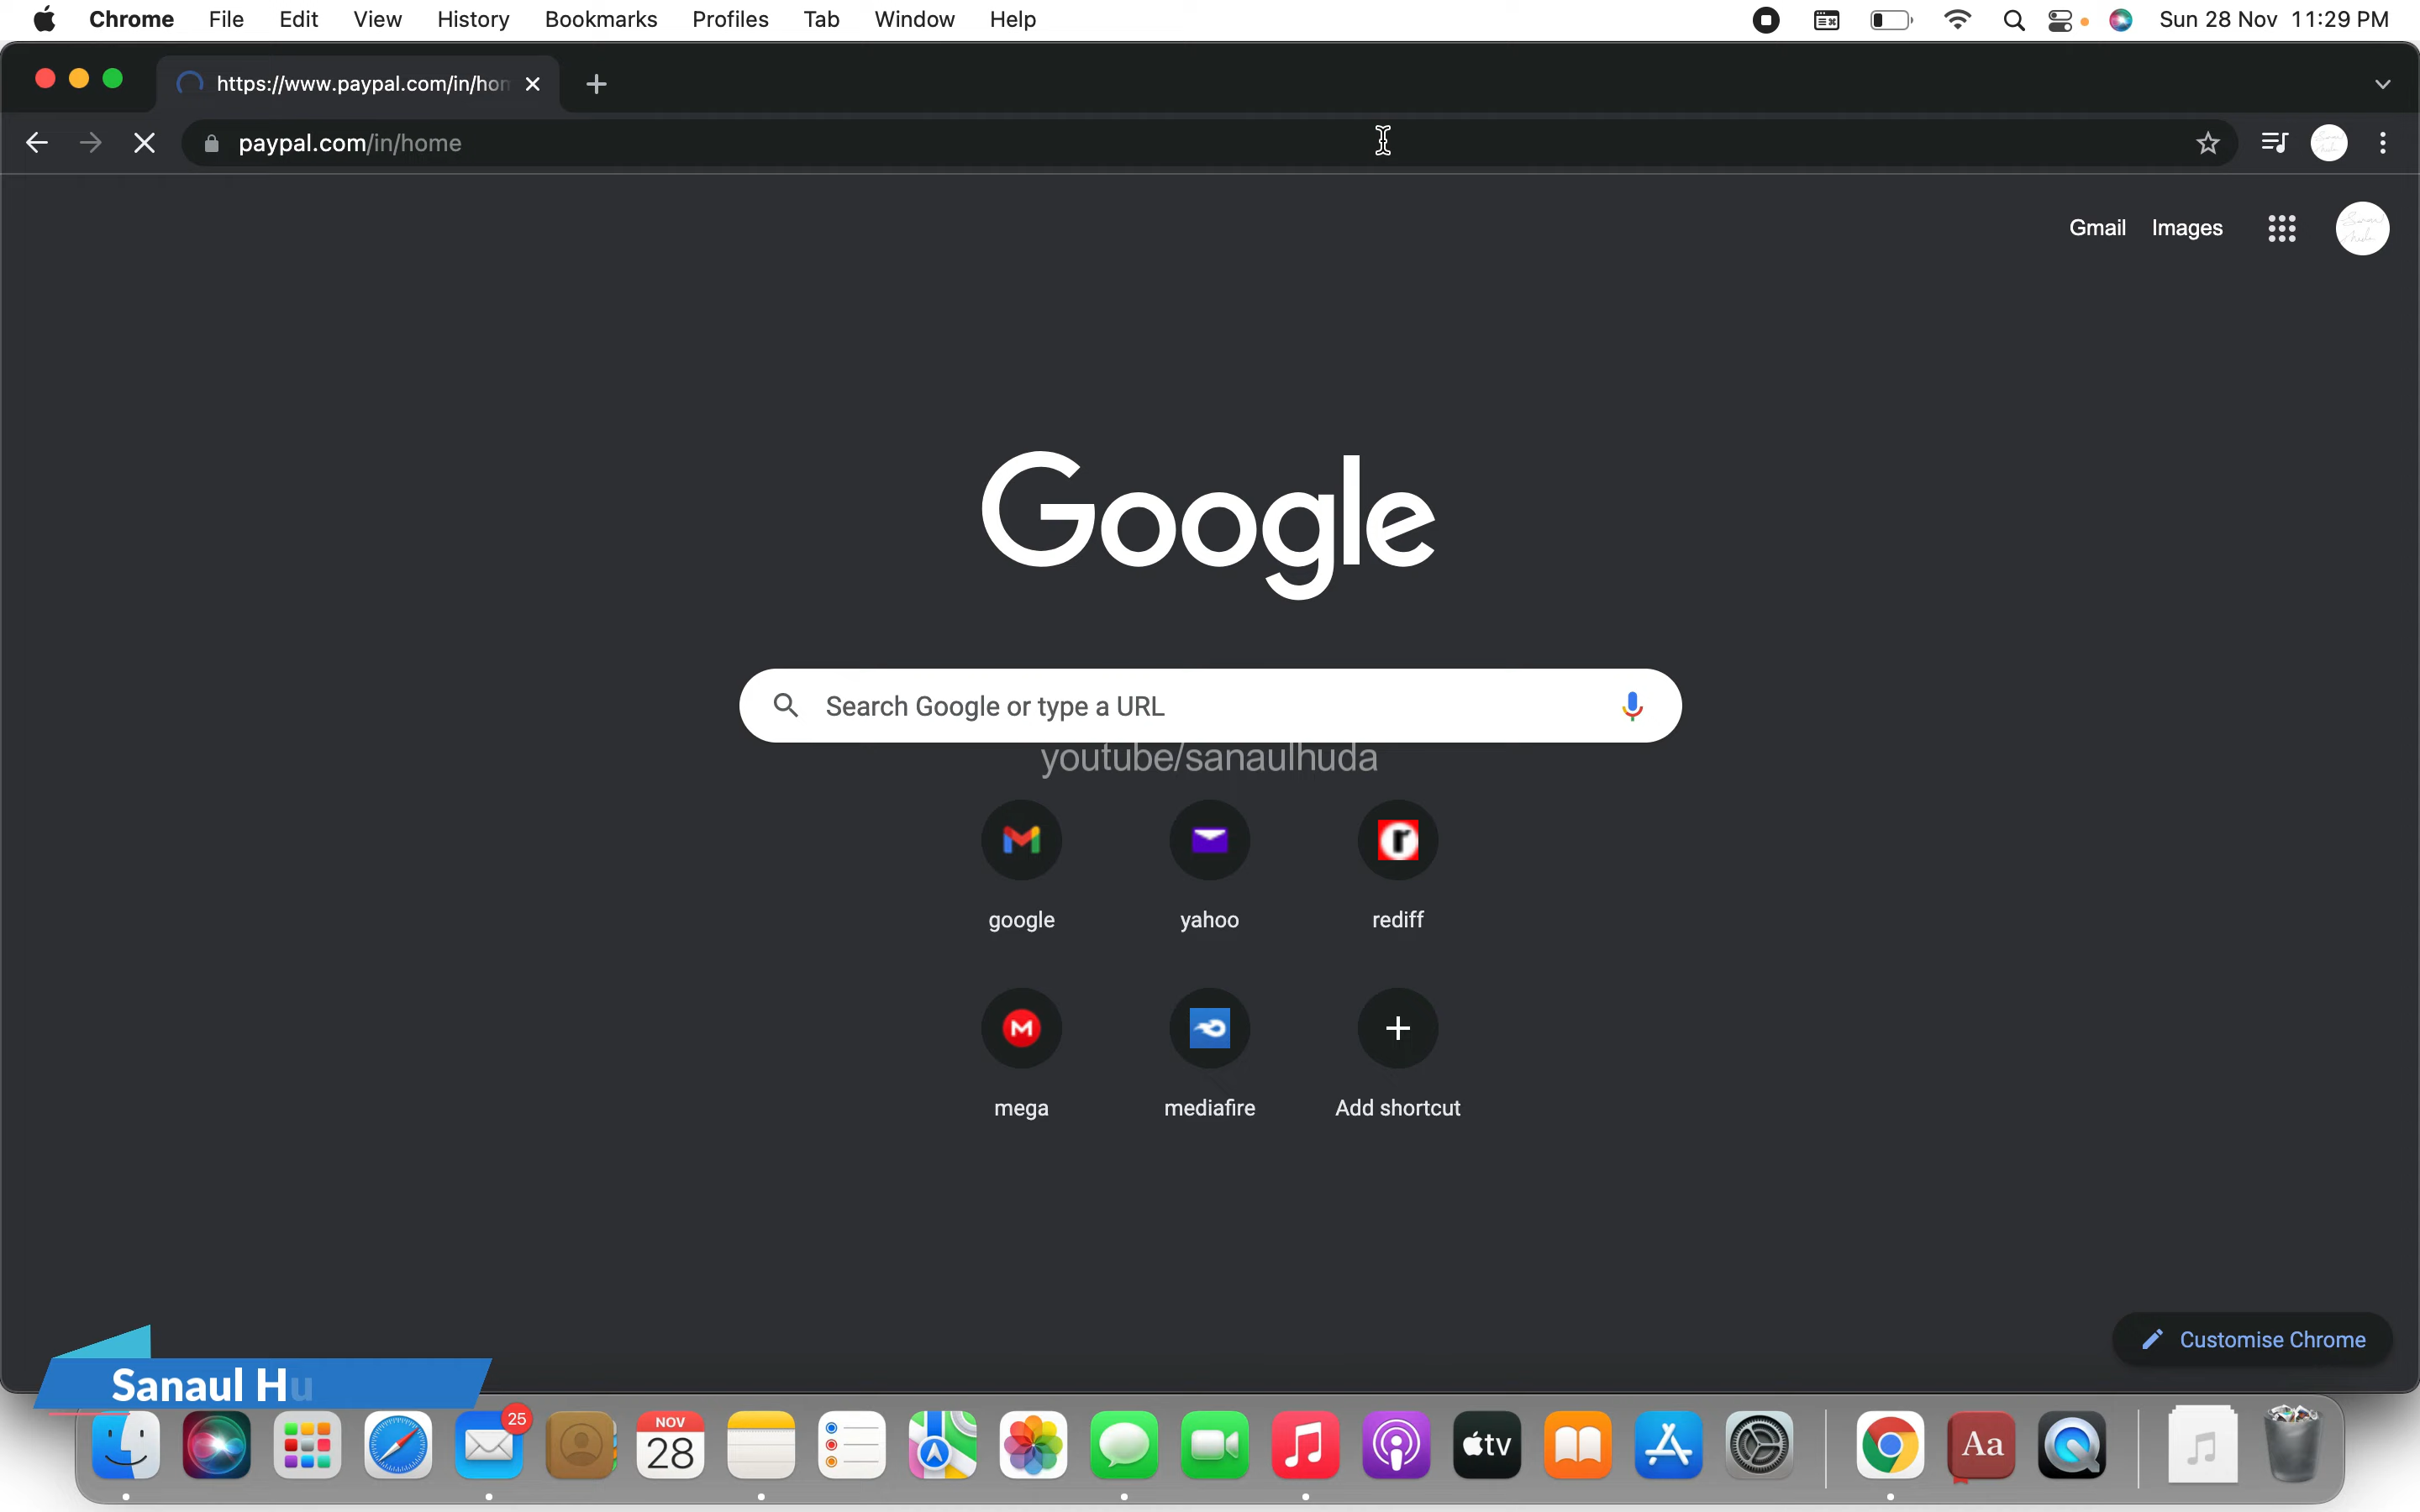 Chrome File Edit View History Bookmarks Profiles Tab Window Help Sun 28 Nov 11:29 PM
https://www.paypal.com/in/hon
paypal.com/in/home
Gmail Images
Google
Search Google or type a URL
youtube/sanaulhuda
google yahoo rediff
mega mediafire Add shortcut
Customise Chrome
Sanaul Hu
25
NOV
28
tv
Aa